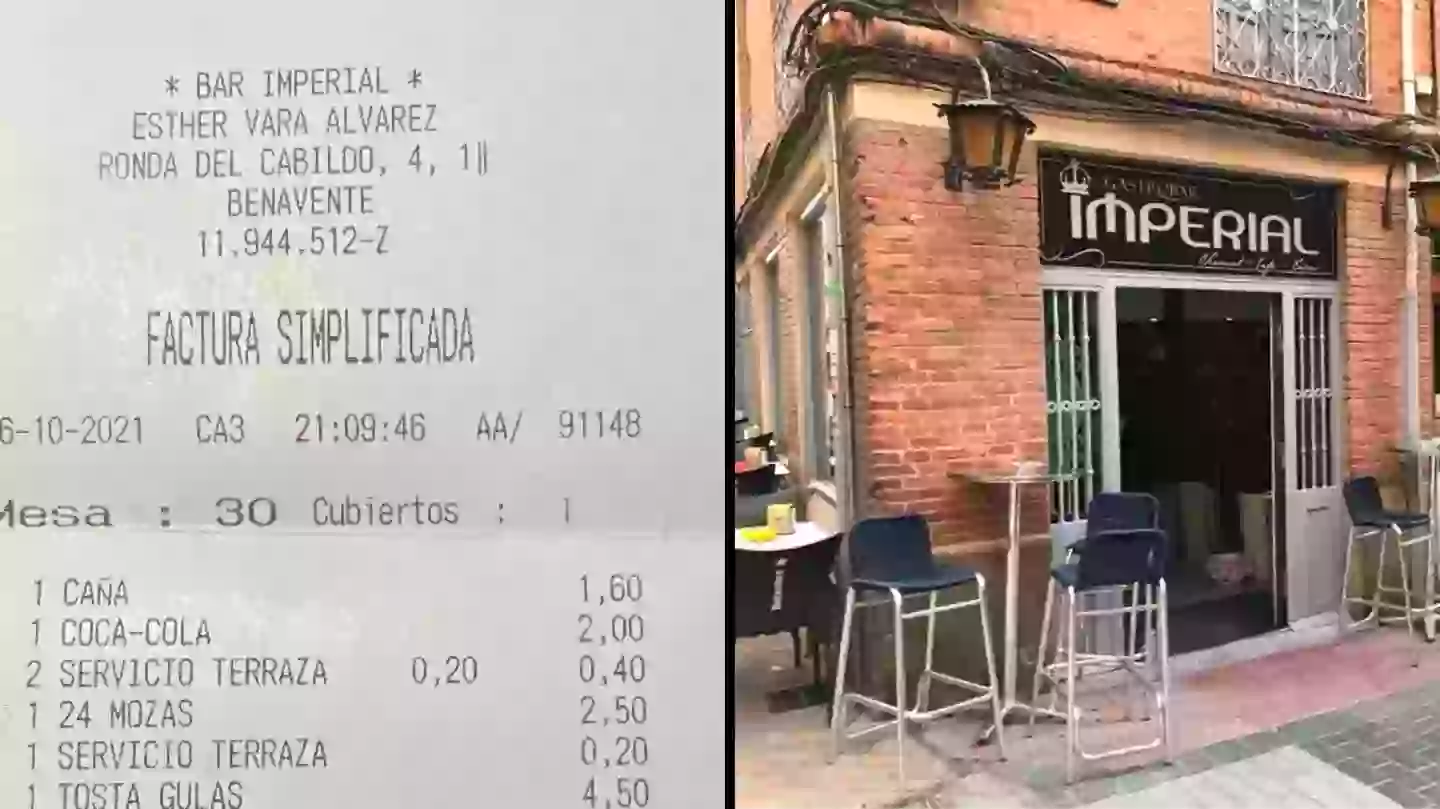 * BAR IMPERIAL *
ESTHER VARA ALVAREZ
RONDA DEL CABILDO, 4, 1
BENAVENTE
11.944.512-Z
FACTURA SIMPLIFICADA
6-10-2021 CA3 21:09:46 AA/ 91148
Mesa : 30 Cubiertos : 1
1 CAÑA 1,60
1 COCA-COLA 2,00
2 SERVICIO TERRAZA 0,20 0,40
1 24 MOZAS 2,50
1 SERVICIO TERRAZA 0,20
1 TOSTA GULAS 4,50
GASTROBAR
IMPERIAL